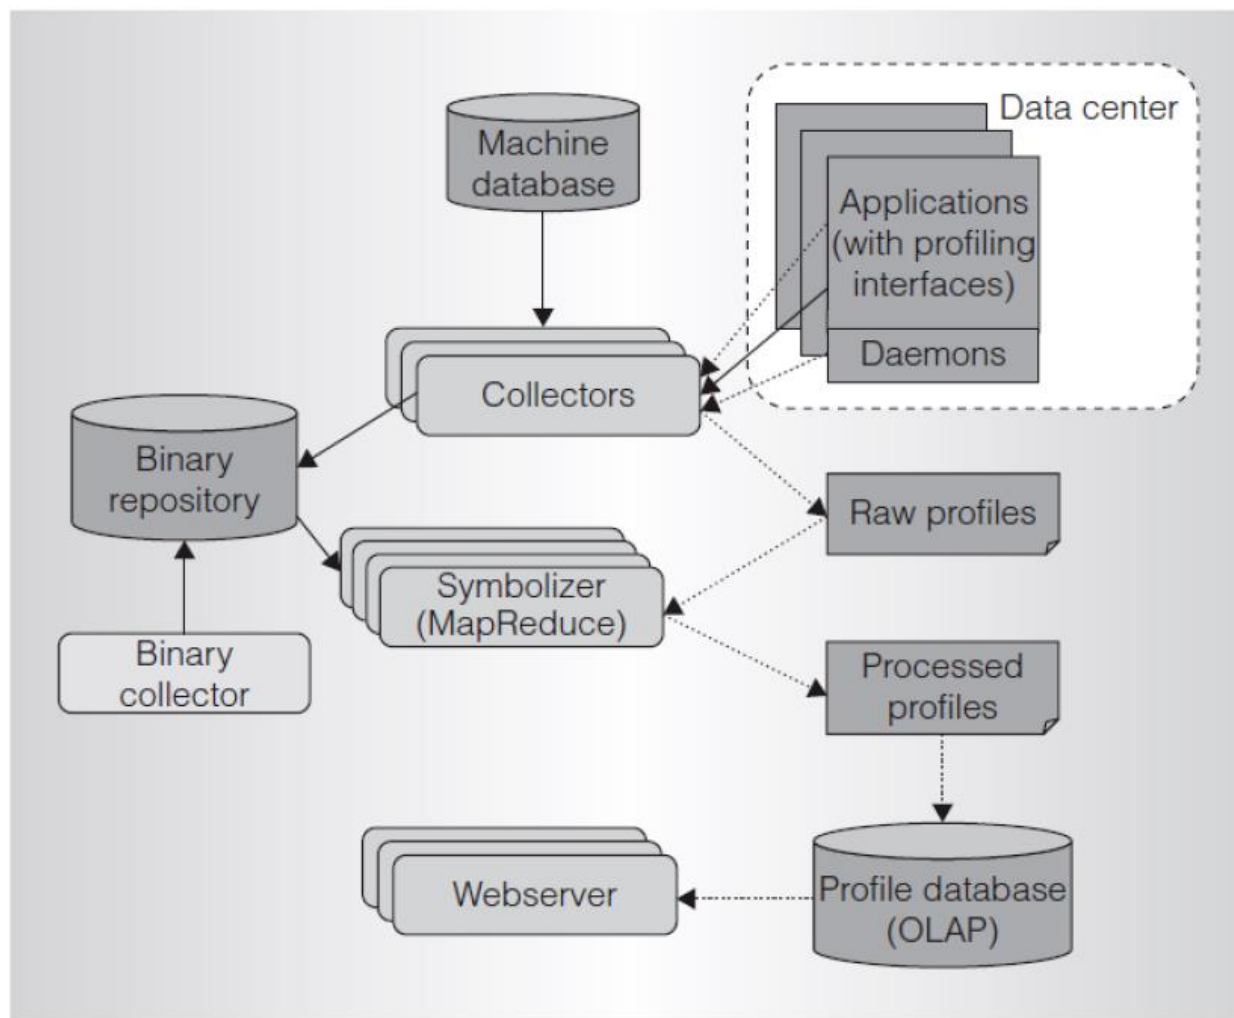 Data center
Machine
database
Applications
(with profiling
interfaces)
Daemons
Collectors
Binary
repository
Raw profiles
Symbolizer
(MapReduce)
Binary
collector
Processed
profiles
Webserver
Profile database
(OLAP)